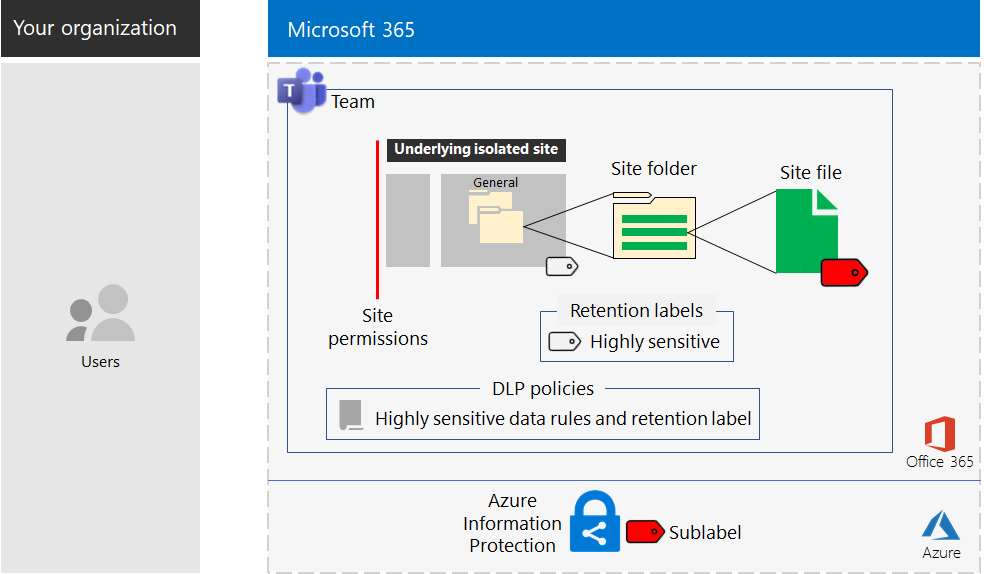 Your organization
Microsoft 365
T
Team
Underlying isolated site
General
Site folder
Site file
Site
permissions
Retention labels
Highly sensitive
Users
DLP policies
Highly sensitive data rules and retention label
Office 365
Azure
Information
Protection
Sublabel
Azure